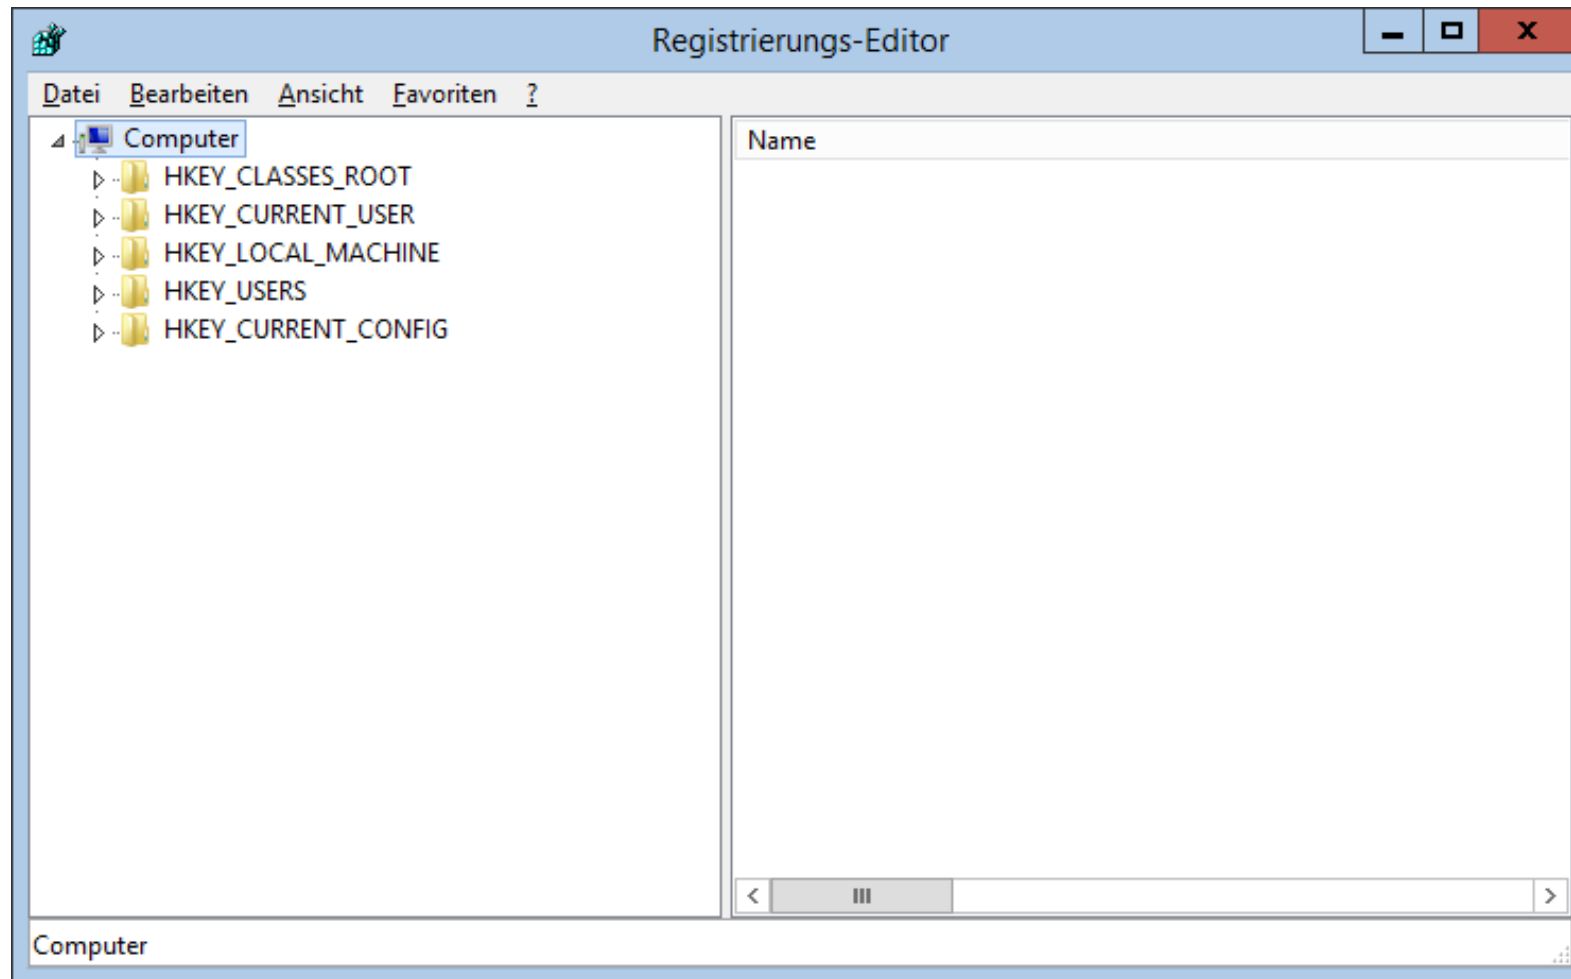 Registrierungs-Editor
Datei Bearbeiten Ansicht Favoriten ?
Computer
HKEY_CLASSES_ROOT
HKEY_CURRENT_USER
HKEY_LOCAL_MACHINE
HKEY_USERS
HKEY_CURRENT_CONFIG
Name
Computer